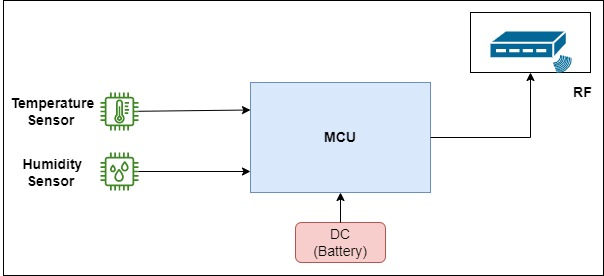 Temperature
Sensor
Humidity
Sensor
MCU
RF
DC
(Battery)